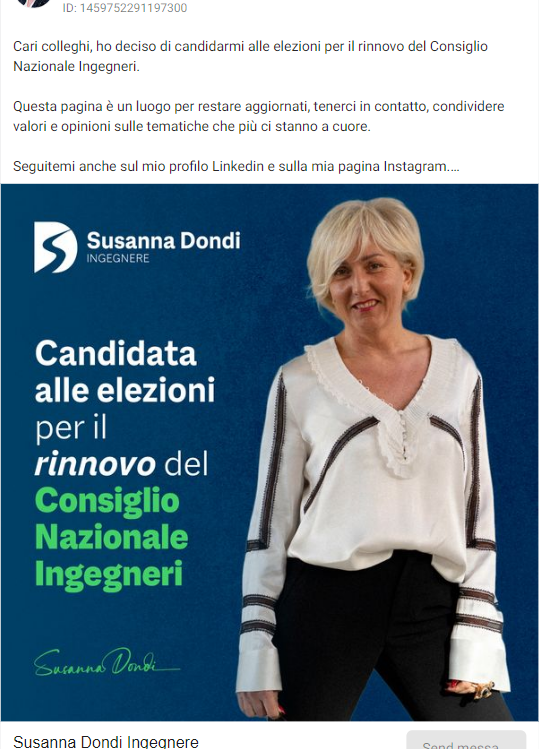 ID: 1459752291197300
Cari colleghi, ho deciso di candidarmi alle elezioni per il rinnovo del Consiglio
Nazionale Ingegneri.
Questa pagina è un luogo per restare aggiornati, tenerci in contatto, condividere
valori e opinioni sulle tematiche che più ci stanno a cuore.
Seguitemi anche sul mio profilo Linkedin e sulla mia pagina Instagram....
Susanna Dondi
INGEGNERE
Candidata
alle elezioni
per il
rinnovo del
Consiglio
Nazionale
Ingegneri
Susanna Dondi
Susanna Dondi Ingegnere
Send messa...